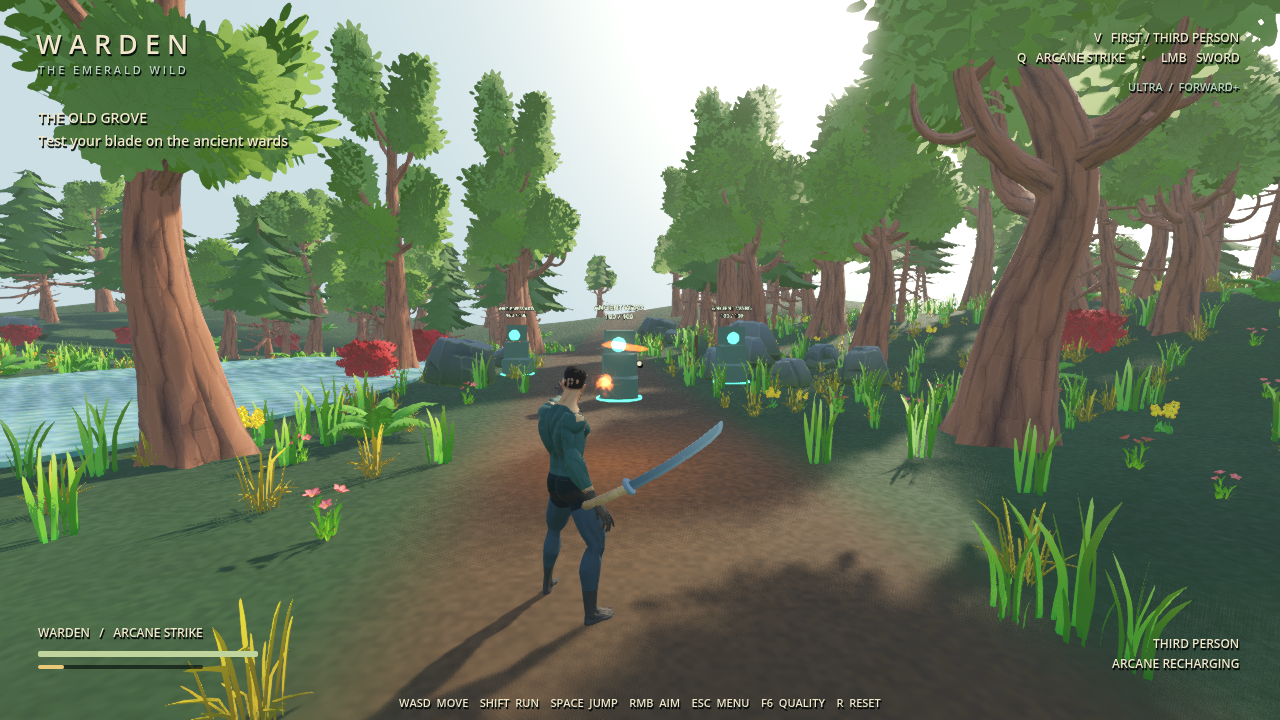 WARDEN
THE EMERALD WILD
THE OLD GROVE
Test your blade on the ancient wards
V FIRST / THIRD PERSON
Q ARCANE STRIKE • LMB SWORD
ULTRA / FORWARD+
WARDEN / ARCANE STRIKE
THIRD PERSON
ARCANE RECHARGING
WASD MOVE SHIFT RUN SPACE JUMP RMB AIM ESC MENU F6 QUALITY R RESET